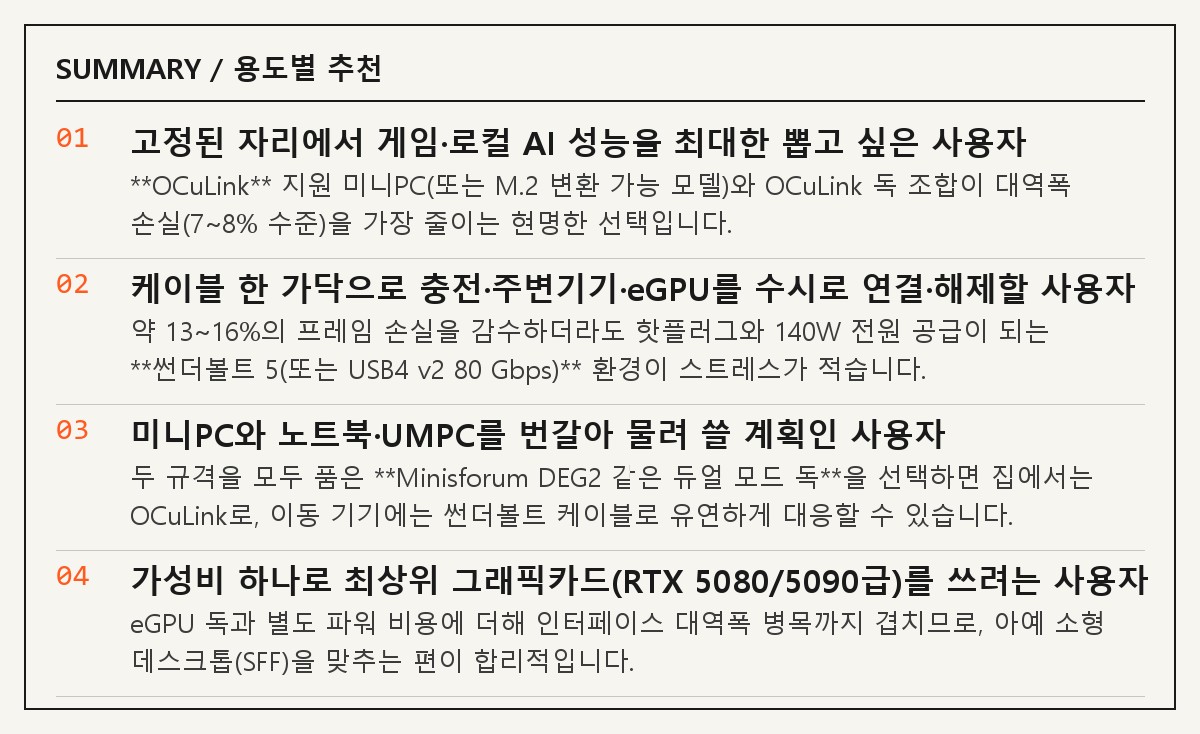 SUMMARY / 용도별 추천
01
고정된 자리에서 게임·로컬 AI 성능을 최대한 뽑고 싶은 사용자
**OCuLink** 지원 미니PC(또는 M.2 변환 가능 모델)와 OCuLink 독 조합이 대역폭
손실(7~8% 수준)을 가장 줄이는 현명한 선택입니다.
02
케이블 한 가닥으로 충전·주변기기·eGPU를 수시로 연결·해제할 사용자
약 13~16%의 프레임 손실을 감수하더라도 핫플러그와 140W 전원 공급이 되는
**썬더볼트 5(또는 USB4 v2 80 Gbps)** 환경이 스트레스가 적습니다.
03
미니PC와 노트북·UMPC를 번갈아 물려 쓸 계획인 사용자
두 규격을 모두 품은 **Minisforum DEG2 같은 듀얼 모드 독**을 선택하면 집에서는
OCuLink로, 이동 기기에는 썬더볼트 케이블로 유연하게 대응할 수 있습니다.
04
가성비 하나로 최상위 그래픽카드(RTX 5080/5090급)를 쓰려는 사용자
eGPU 독과 별도 파워 비용에 더해 인터페이스 대역폭 병목까지 겹치므로, 아예 소형
데스크톱(SFF)을 맞추는 편이 합리적입니다.